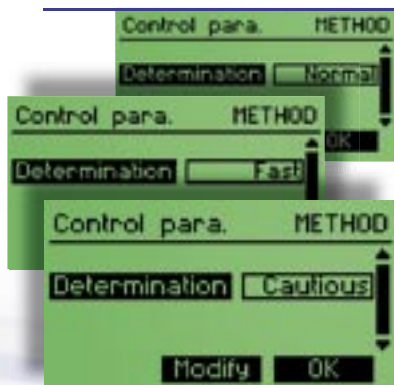 Control para. METHOD
Determination Normal
OK
Control para. METHOD
Determination Fast
Control para. METHOD
Determination Cautious
Modify OK